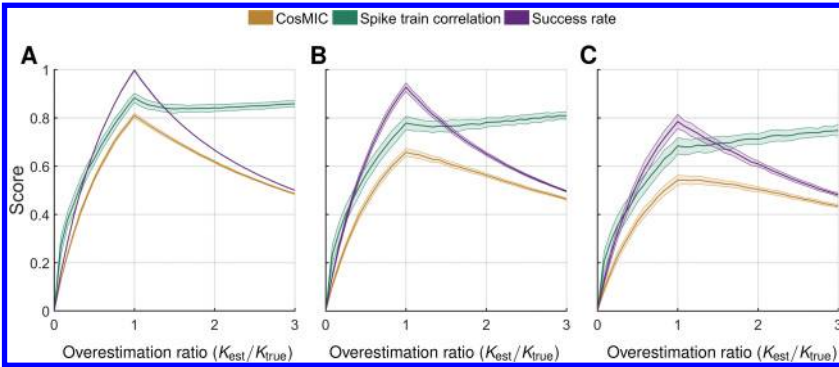 CosMIC Spike train correlation Success rate
A B C
1
0.8
0.6
0.4
0.2
0
Score
0 1 2 3 0 1 2 3 0 1 2 3
Overestimation ratio (Kest/Ktrue) Overestimation ratio (Kest/Ktrue) Overestimation ratio (Kest/Ktrue)